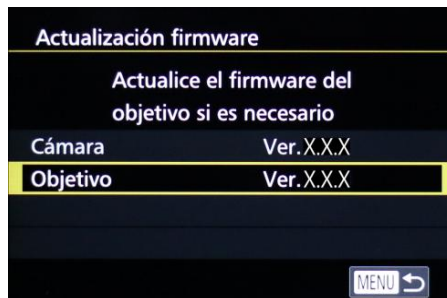 Actualización firmware
Actualice el firmware del
objetivo si es necesario
Cámara Ver.X.X.X
Objetivo Ver.X.X.X
MENU